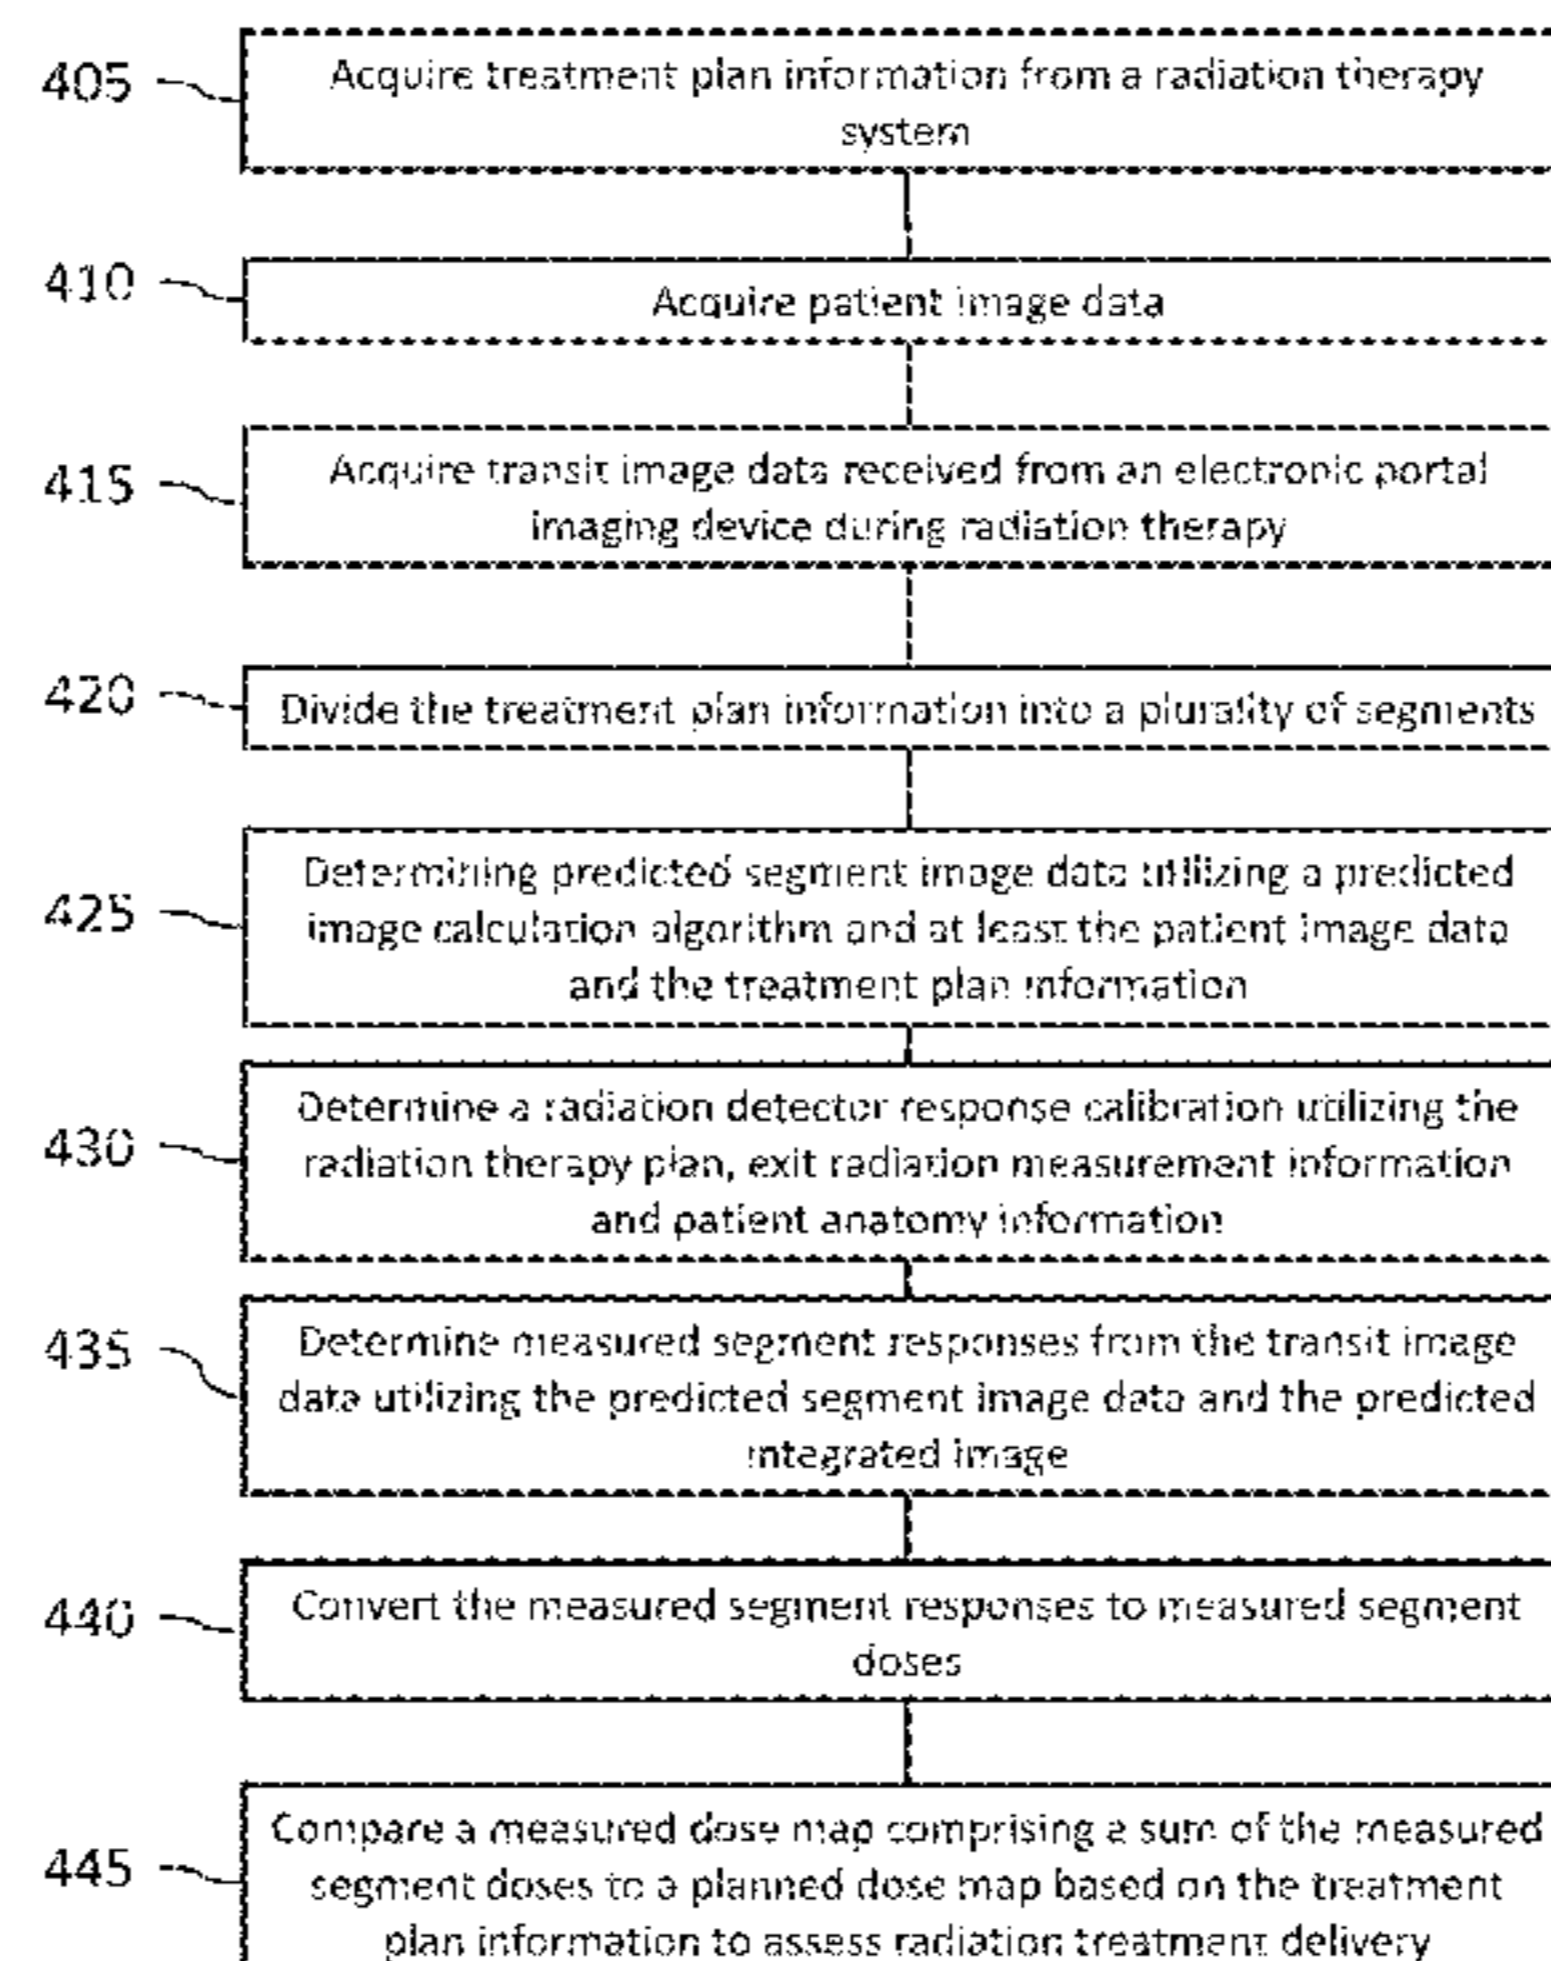 405
Acquire treatment plan information from a radiation therapy
system
410
Acquire patient image data
415
Acquire transit image data received from an electronic portal
imaging device during radiation therapy
420
Divide the treatment plan information into a plurality of segments
425
Determining predicted segment image data utilizing a predicted
image calculation algorithm and at least the patient image data
and the treatment plan information
430
Determine a radiation detector response calibration utilizing the
radiation therapy plan, exit radiation measurement information
and patient anatomy information
435
Determine measured segment responses from the transit image
data utilizing the predicted segment image data and the predicted
integrated image
440
Convert the measured segment responses to measured segment
doses
445
Compare a measured dose map comprising a sum of the measured
segment doses to a planned dose map based on the treatment
plan information to assess radiation treatment delivery